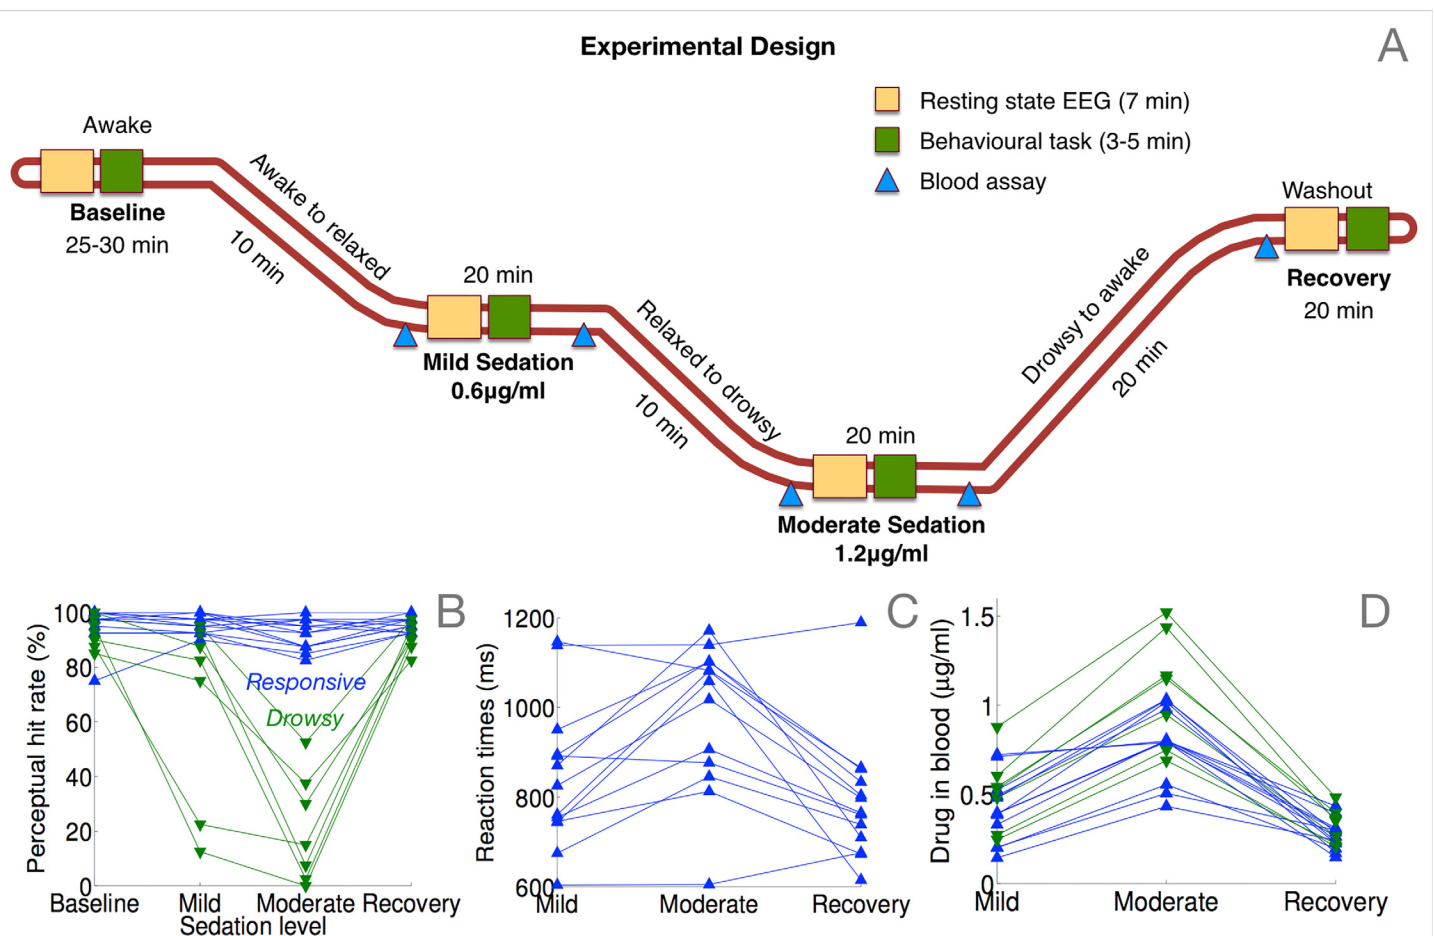 Experimental Design
A
Resting state EEG (7 min)
Behavioural task (3-5 min)
Blood assay
Awake
Baseline
25-30 min
Awake to relaxed
10 min
20 min
Mild Sedation
0.6µg/ml
Relaxed to drowsy
10 min
20 min
Moderate Sedation
1.2µg/ml
Drowsy to awake
20 min
Washout
Recovery
20 min
B
Perceptual hit rate (%)
100
80
60
40
20
0
Responsive
Drowsy
Baseline Mild Moderate Recovery
Sedation level
C
Reaction times (ms)
1200
1000
800
600
Mild Moderate Recovery
D
Drug in blood (µg/ml)
1.5
1
0.5
0
Mild Moderate Recovery